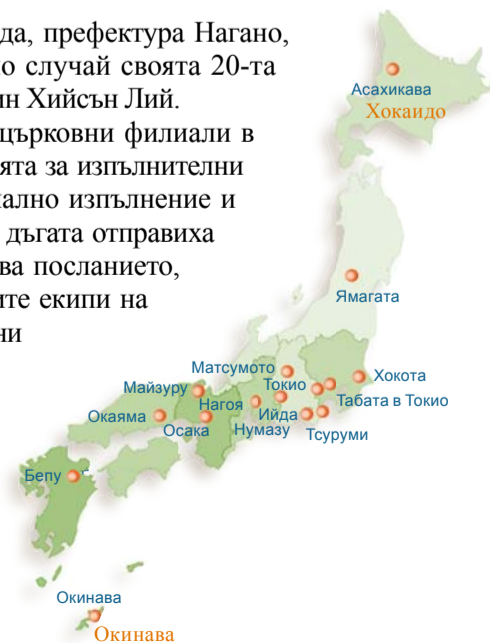 да, префектура Нагано,
по случай своята 20-та
ин Хийсън Лий.
църковни филиали в
ята за изпълнителни
ално изпълнение и
дъгата отправиха
ва посланието,
ите екипи на
ни
Асахикава
Хокаидо
Ямагата
Матсумото
Хокота
Токио
Майзуру
Табата в Токио
Нагоя
Окаяма
Ийда
Осака
Нумазу
Тсуруми
Бепу
Окинава
Окинава